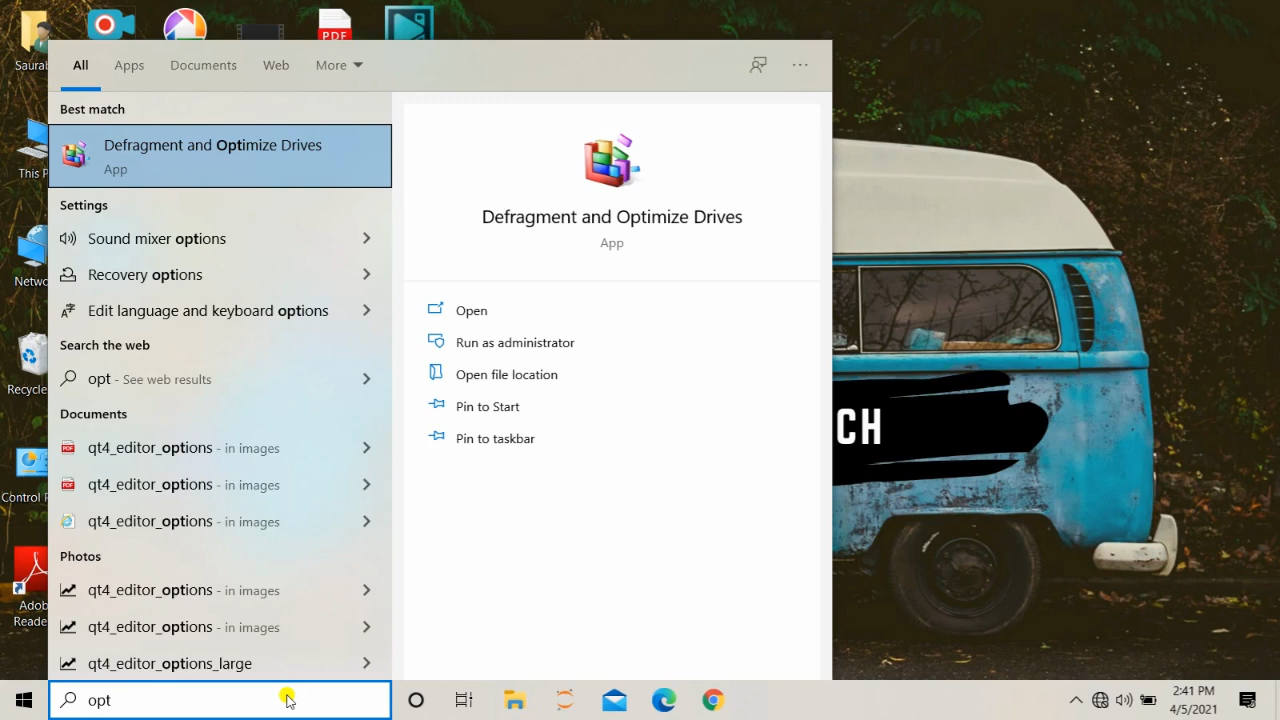 Saurab
PDF
This P
Netwo
Recycle
Control P
Adob
Reade
All Apps Documents Web More
Best match
Defragment and Optimize Drives
App
Settings
Sound mixer options
Recovery options
Edit language and keyboard options
Search the web
opt - See web results
Documents
qt4_editor_options - in images
qt4_editor_options - in images
qt4_editor_options - in images
Photos
qt4_editor_options - in images
qt4_editor_options - in images
qt4_editor_options_large
Defragment and Optimize Drives
App
Open
Run as administrator
Open file location
Pin to Start
Pin to taskbar
CH
opt
2:41 PM
4/5/2021